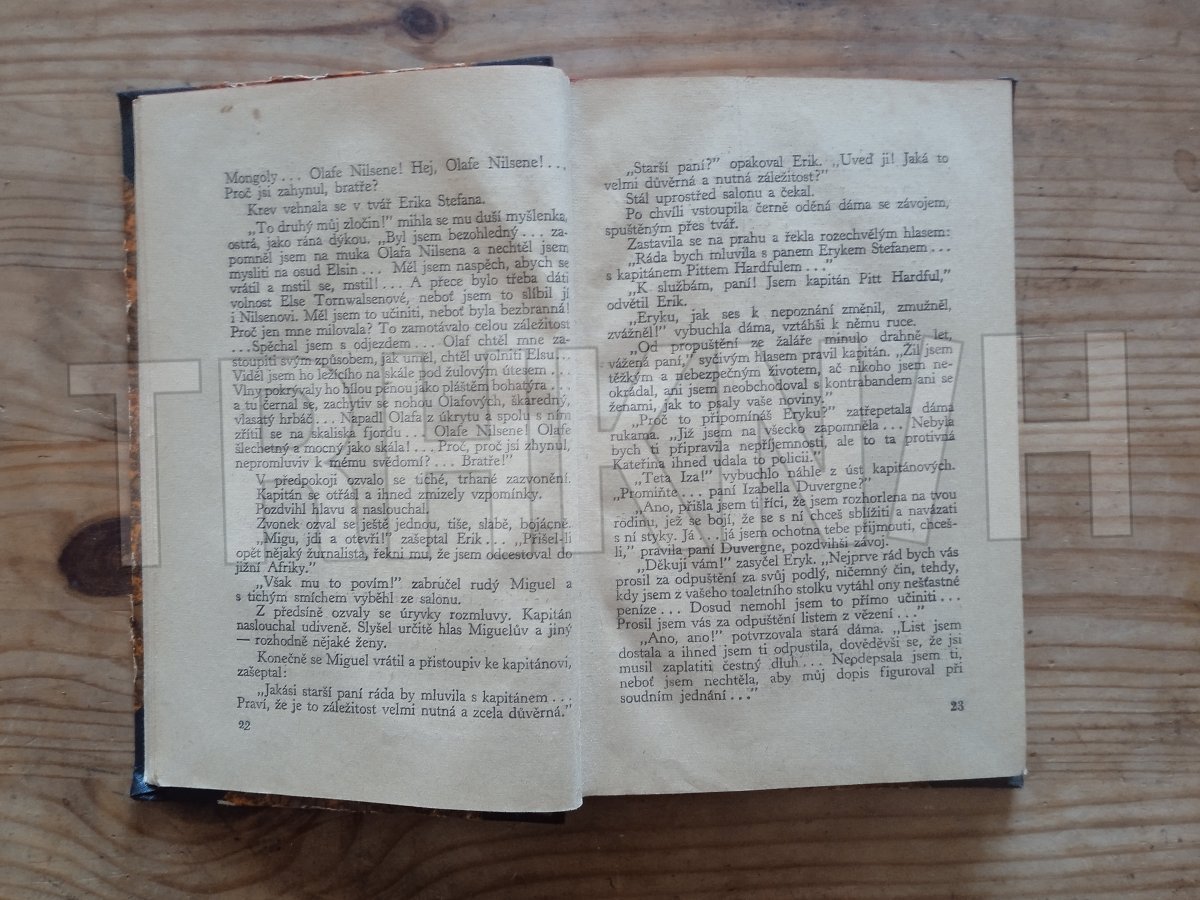 Mongoly... Olafe Nilsene! Hej, Olafe Nilsene!...
Proč jsi zahynul, bratře?
Krev vehnala se v tvář Erika Stefana.
„To druhý můj zločin!" mihla se mu duší myšlenka,
ostrá, jako rána dýkou. „Byl jsem bezohledný... za-
pomněl jsem na muka Olafa Nilsena a nechtěl jsem
mysliti na osud Elsin... Měl jsem naspěch, abych se
vrátil a mstil se, mstil!... A přece bylo třeba dáti
volnost Else Tornwalsenové, neboť jsem to slíbil jí
i Nilsenovi. Měl jsem to učiniti, neboť byla bezbranná!
Proč jen mne milovala? To zamotávalo celou záležitost
...Spěchal jsem s odjezdem... Olaf chtěl mne za-
stoupiti svým způsobem, jak uměl, chtěl uvolniti Elsu...
Viděl jsem ho ležícího na skále pod žulovým útesem...
Vlny pokrývaly ho bílou pěnou jako pláštěm bohatýra...
a tu černal se, zachytiv se nohou Olafových, škaredný,
vlasatý hrbáč... Napadl Olafa z úkrytu a spolu s ním
zřítil se na skaliska fjordu... Olafe Nilsene! Olafe
šlechetný a mocný jako skála!... Proč, proč jsi zhynul,
nepromluviv k mému svědomí?... Bratře!"
V předpokoji ozvalo se tiché, trhané zazvonění.
Kapitán se otřásl a ihned zmizely vzpomínky.
Pozdvihl hlavu a naslouchal.
Zvonek ozval se ještě jednou, tiše, slabě, bojácně.
„Migu, jdi a otevři!" zašeptal Erik... „Přišel-li
opět nějaký žurnalista, řekni mu, že jsem odcestoval do
jižní Afriky."
„Však mu to povím!" zabručel rudý Miguel a
s tichým smíchem vyběhl ze salonu.
Z předsíně ozvaly se úryvky rozmluvy. Kapitán
naslouchal udiveně. Slyšel určitě hlas Miguelův a jiný
— rozhodně nějaké ženy.
Konečně se Miguel vrátil a přistoupiv ke kapitánovi,
zašeptal:
„Jakási starší paní ráda by mluvila s kapitánem...
Praví, že je to záležitost velmi nutná a zcela důvěrná."
22
„Starší paní?" opakoval Erik. „Uveď ji! Jaká to
velmi důvěrná a nutná záležitost?"
Stál uprostřed salonu a čekal.
Po chvíli vstoupila černě oděná dáma se závojem,
spuštěným přes tvář.
Zastavila se na prahu a řekla rozechvělým hlasem:
„Ráda bych mluvila s panem Erykem Stefanem...
s kapitánem Pittem Hardfulem..."
„K službám, paní! Jsem kapitán Pitt Hardful,"
odvětil Erik.
„Eryku, jak ses k nepoznání změnil, zmužněl,
zvážněl!" vybuchla dáma, vztáhši k němu ruce.
„Od propuštění ze žaláře minulo drahně let,
vážená paní," syčivým hlasem pravil kapitán. „Žil jsem
těžkým a nebezpečným životem, ač nikoho jsem ne-
okrádal, ani jsem neobchodoval s kontrabandem ani se
ženami, jak to psaly vaše noviny."
„Proč to připomínáš Eryku?" zatřepetala dáma
rukama. „Již jsem na všecko zapomněla... Nebyla
bych ti připravila nepříjemností, ale to ta protivná
Kateřina ihned udala to policii."
„Teta Iza!" vybuchlo náhle z úst kapitánových.
„Promiňte... paní Izabella Duvergne?"
„Ano, přišla jsem ti říci, že jsem rozhorlena na tvou
rodinu, jež se bojí, že se s ní chceš sblížiti a navázati
s ní styky. Já... já jsem ochotna tebe přijmouti, chceš-
li," pravila paní Duvergne, pozdvihší závoj.
„Děkuji vám!" zasyčel Eryk. „Nejprve rád bych vás
prosil za odpuštění za svůj podlý, ničemný čin, tehdy,
kdy jsem z vašeho toaletního stolku vytáhl ony nešťastné
peníze... Dosud nemohl jsem to přímo učiniti...
Prosil jsem vás za odpuštění listem z vězení..."
„Ano, ano!" potvrzovala stará dáma. „List jsem
dostala a ihned jsem ti odpustila, dověděvši se, že jsi
musil zaplatiti čestný dluh... Nepdepsala jsem ti,
neboť jsem nechtěla, aby můj dopis figuroval při
soudním jednání..."
23